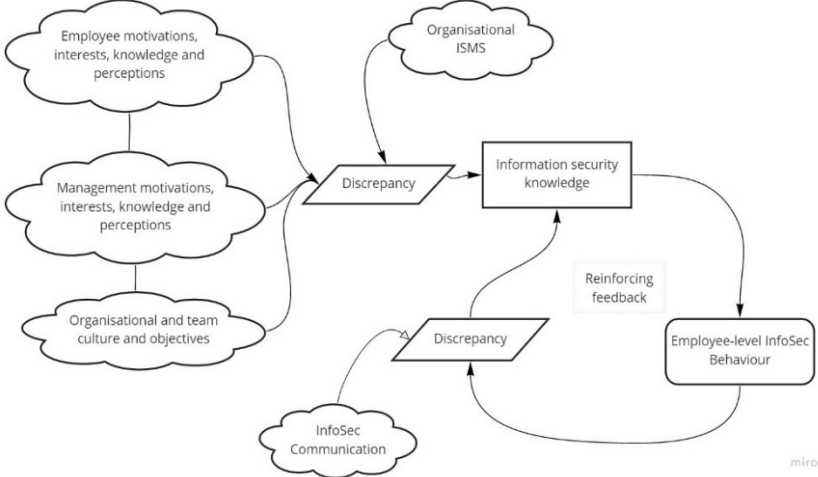 Employee motivations,
interests, knowledge and
perceptions
Organisational
ISMS
Management motivations,
interests, knowledge and
perceptions
Discrepancy
Information security
knowledge
Organisational and team
culture and objectives
Reinforcing
feedback
Discrepancy
Employee-level InfoSec
Behaviour
InfoSec
Communication
miro